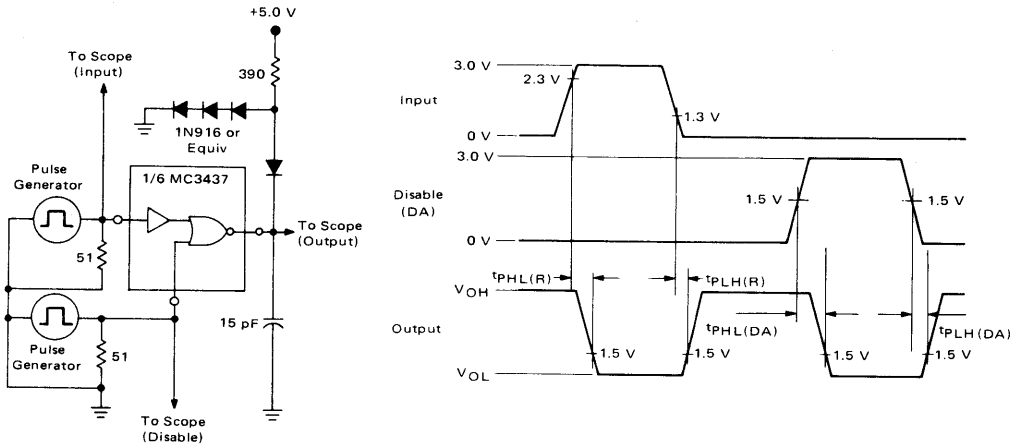 +5.0 V
To Scope
(Input)
390
1N916 or
Equiv
Pulse
Generator
1/6 MC3437
To Scope
(Output)
51
15 pF
Pulse
Generator
51
To Scope
(Disable)
3.0 V
2.3 V
Input
1.3 V
0 V
3.0 V
Disable
(DA)
1.5 V
1.5 V
0 V
tPHL(R)
tPLH(R)
VOH
tPHL(DA)
tPLH(DA)
Output
1.5 V
1.5 V
1.5 V
1.5 V
VOL